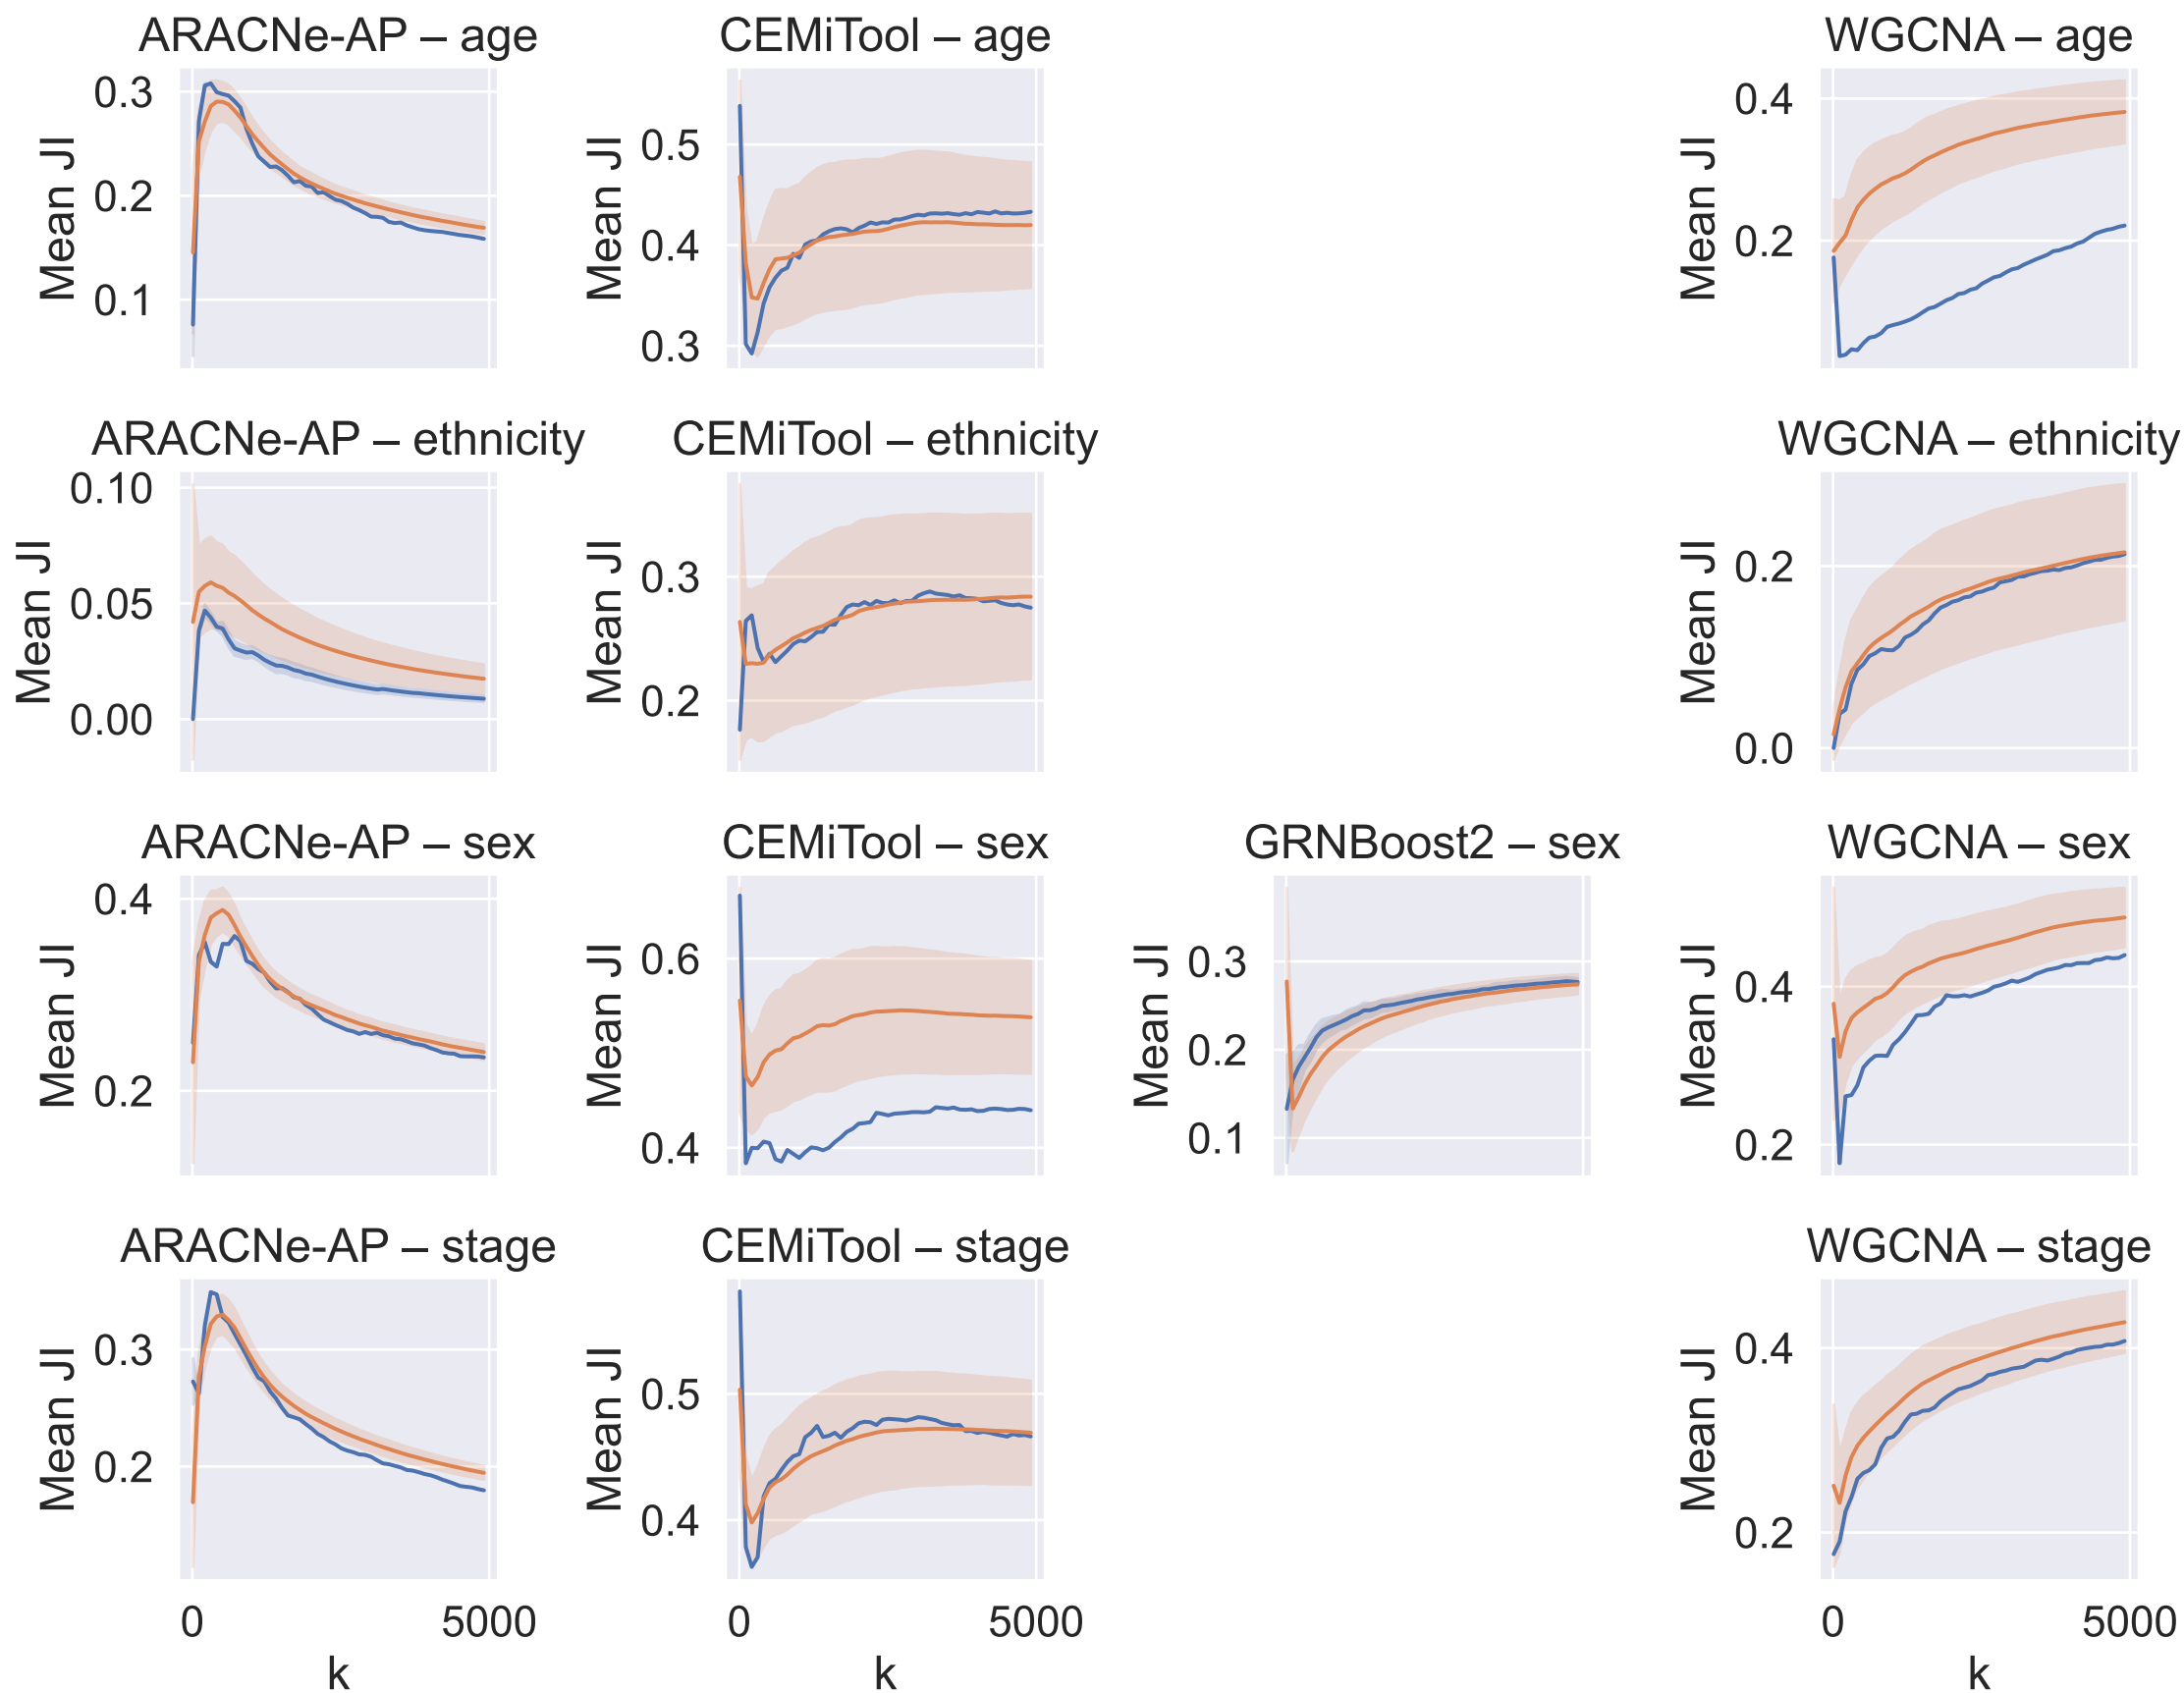 ARACNe-AP – age
CEMiTool – age
WGCNA – age
Mean JI
0.3
0.2
0.1
Mean JI
0.5
0.4
0.3
Mean JI
0.4
0.2
ARACNe-AP – ethnicity
CEMiTool – ethnicity
WGCNA – ethnicity
Mean JI
0.10
0.05
0.00
Mean JI
0.3
0.2
Mean JI
0.2
0.0
ARACNe-AP – sex
CEMiTool – sex
GRNBoost2 – sex
WGCNA – sex
Mean JI
0.4
0.2
Mean JI
0.6
0.4
Mean JI
0.3
0.2
0.1
Mean JI
0.4
0.2
ARACNe-AP – stage
CEMiTool – stage
WGCNA – stage
Mean JI
0.3
0.2
Mean JI
0.5
0.4
Mean JI
0.4
0.2
0 5000
0 5000
0 5000
k
k
k